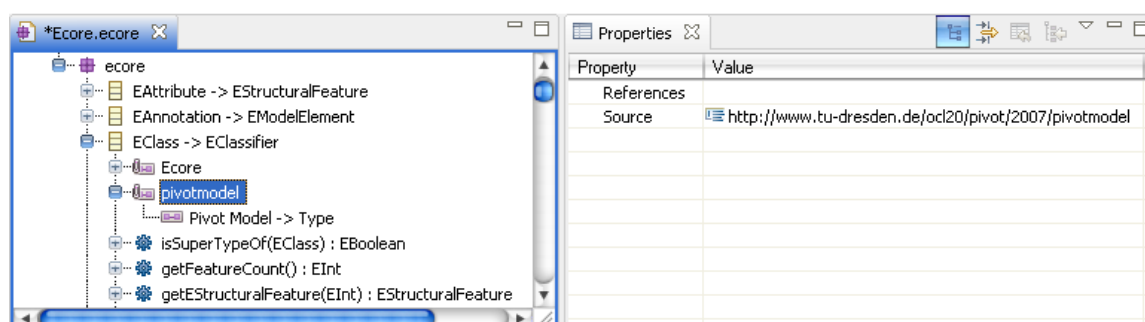 *Ecore.ecore
ecore
EAttribute -> EStructuralFeature
EAnnotation -> EModelElement
EClass -> EClassifier
Ecore
pivotmodel
Pivot Model -> Type
isSuperTypeOf(EClass) : EBoolean
getFeatureCount() : EInt
getEStructuralFeature(EInt) : EStructuralFeature
Properties
Property Value
References
Source http://www.tu-dresden.de/ocl20/pivot/2007/pivotmodel